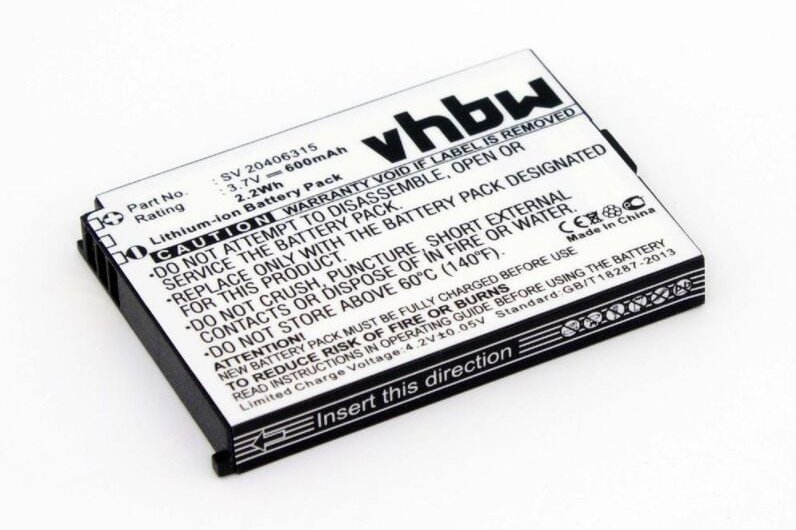 vhbw
Part No. : SV 20406315
Rating : 3.7V 600mAh
2.2Wh
Lithium-ion Battery Pack
CAUTION: WARRANTY VOID IF LABEL IS REMOVED
•DO NOT ATTEMPT TO DISASSEMBLE, OPEN OR
SERVICE THE BATTERY PACK.
•REPLACE ONLY WITH THE BATTERY PACK DESIGNATED
FOR THIS PRODUCT.
•DO NOT CRUSH, PUNCTURE, SHORT EXTERNAL
CONTACTS OR DISPOSE OF IN FIRE OR WATER.
•DO NOT STORE ABOVE 60°C (140°F)
CE
Made in China
ATTENTION:
NEW BATTERY PACK MUST BE FULLY CHARGED BEFORE USE
TO REDUCE RISK OF FIRE OR BURNS
READ INSTRUCTIONS BEFORE USING THE BATTERY
Limited Charge Voltage:4.2V±0.05V Standard:GB/T18287-2013
Insert this direction